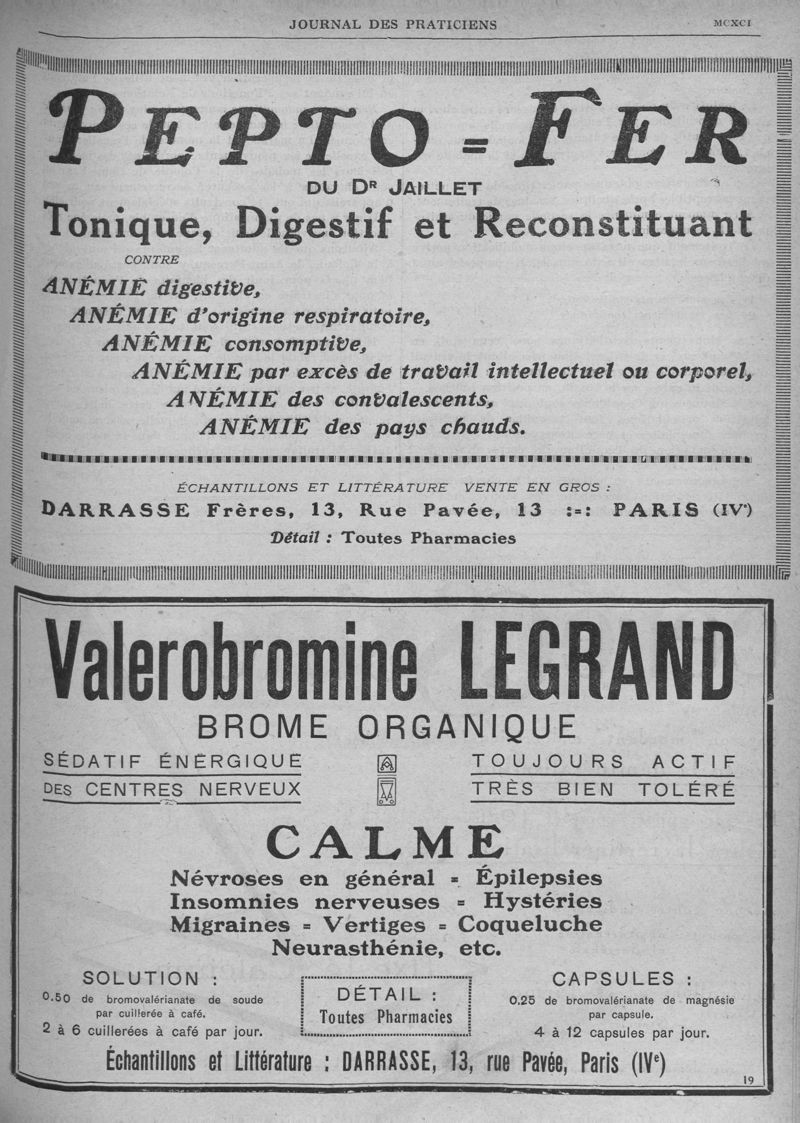 JOURNAL DES PRATICIENS MCXCI
PEPTO=FER
DU DR JAILLET
Tonique, Digestif et Reconstituant
CONTRE
ANÉMIE digestive,
ANÉMIE d'origine respiratoire,
ANÉMIE consomptive,
ANÉMIE par excès de travail intellectuel ou corporel,
ANÉMIE des convalescents,
ANÉMIE des pays chauds.
ÉCHANTILLONS ET LITTÉRATURE VENTE EN GROS :
DARRASSE Frères, 13, Rue Pavée, 13 :=: PARIS (IVe)
Détail : Toutes Pharmacies
Valerobromine LEGRAND
BROME ORGANIQUE
SÉDATIF ÉNERGIQUE
DES CENTRES NERVEUX
TOUJOURS ACTIF
TRÈS BIEN TOLÉRÉ
CALME
Névroses en général = Épilepsies
Insomnies nerveuses = Hystéries
Migraines = Vertiges = Coqueluche
Neurasthénie, etc.
SOLUTION :
0.50 de bromovalérianate de soude
par cuillerée à café.
2 à 6 cuillerées à café par jour.
DÉTAIL :
Toutes Pharmacies
CAPSULES :
0.25 de bromovalérianate de magnésie
par capsule.
4 à 12 capsules par jour.
Échantillons et Littérature : DARRASSE, 13, rue Pavée, Paris (IVe)
19